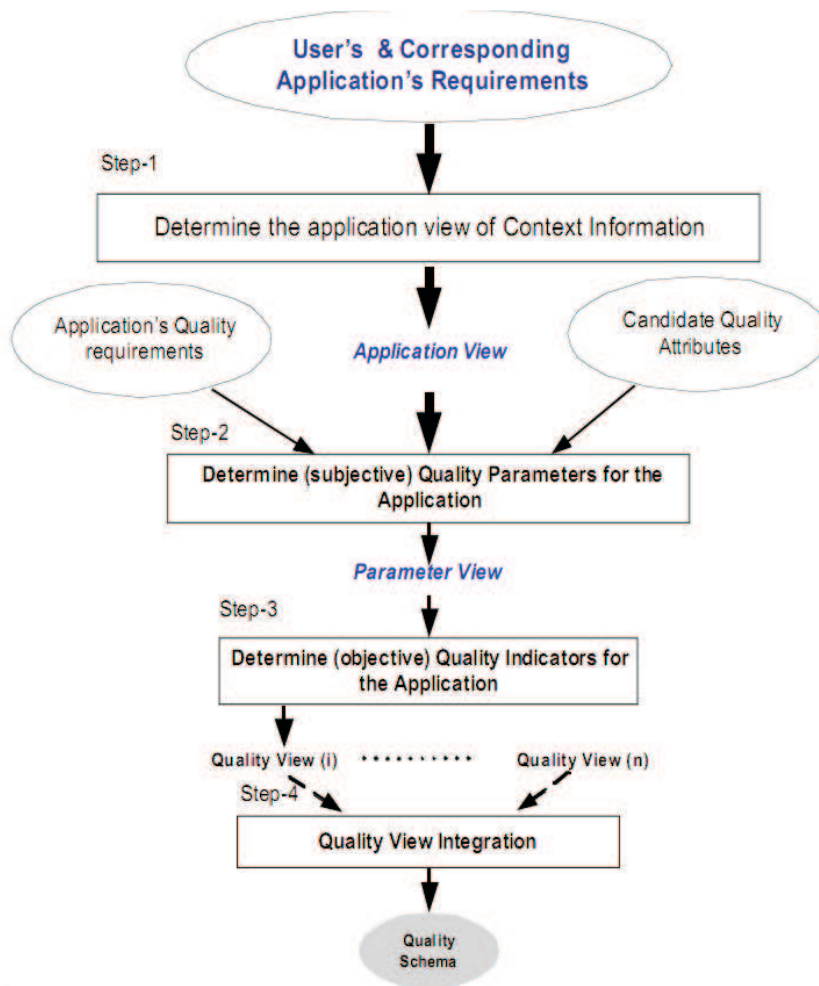 User's & Corresponding
Application's Requirements
Step-1
Determine the application view of Context Information
Application's Quality
requirements
Application View
Candidate Quality
Attributes
Step-2
Determine (subjective) Quality Parameters for the
Application
Parameter View
Step-3
Determine (objective) Quality Indicators for
the Application
Quality View (i)
Quality View (n)
Step-4
Quality View Integration
Quality
Schema